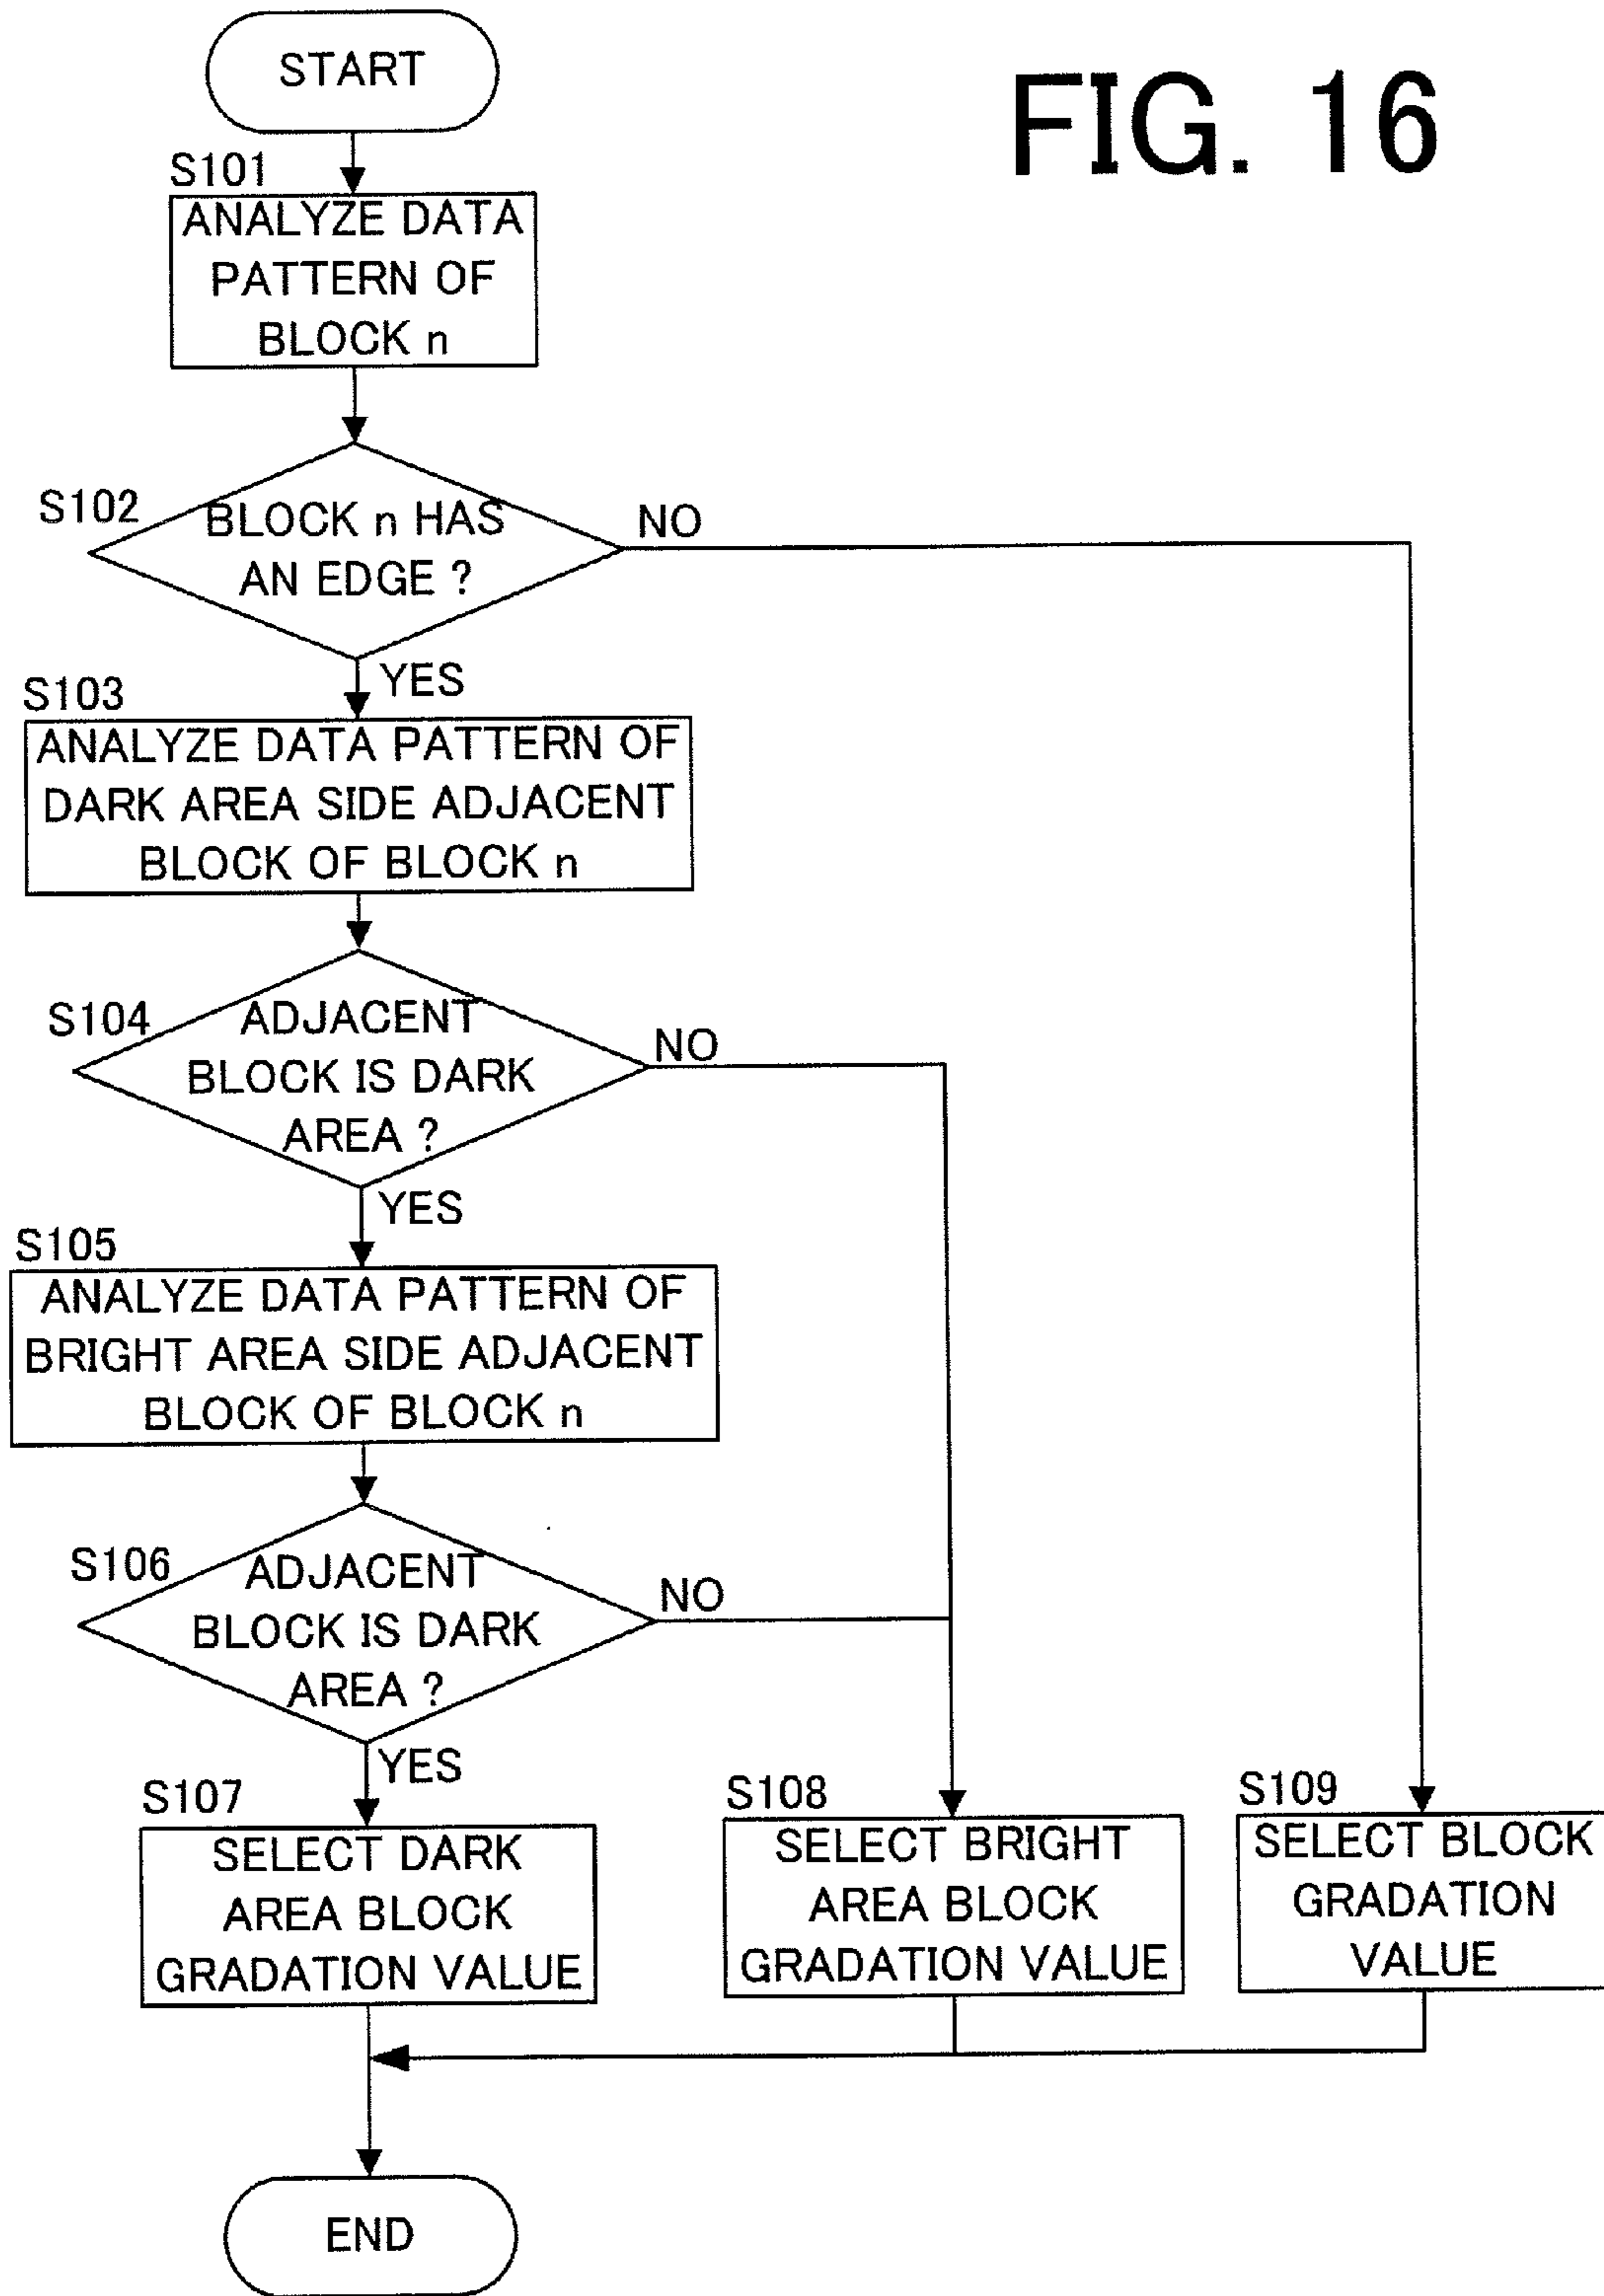 FIG. 16
START
S101
ANALYZE DATA
PATTERN OF
BLOCK n
S102
BLOCK n HAS
AN EDGE ?
NO
YES
S103
ANALYZE DATA PATTERN OF
DARK AREA SIDE ADJACENT
BLOCK OF BLOCK n
S104
ADJACENT
BLOCK IS DARK
AREA ?
NO
YES
S105
ANALYZE DATA PATTERN OF
BRIGHT AREA SIDE ADJACENT
BLOCK OF BLOCK n
S106
ADJACENT
BLOCK IS DARK
AREA ?
NO
YES
S107
SELECT DARK
AREA BLOCK
GRADATION VALUE
S108
SELECT BRIGHT
AREA BLOCK
GRADATION VALUE
S109
SELECT BLOCK
GRADATION
VALUE
END